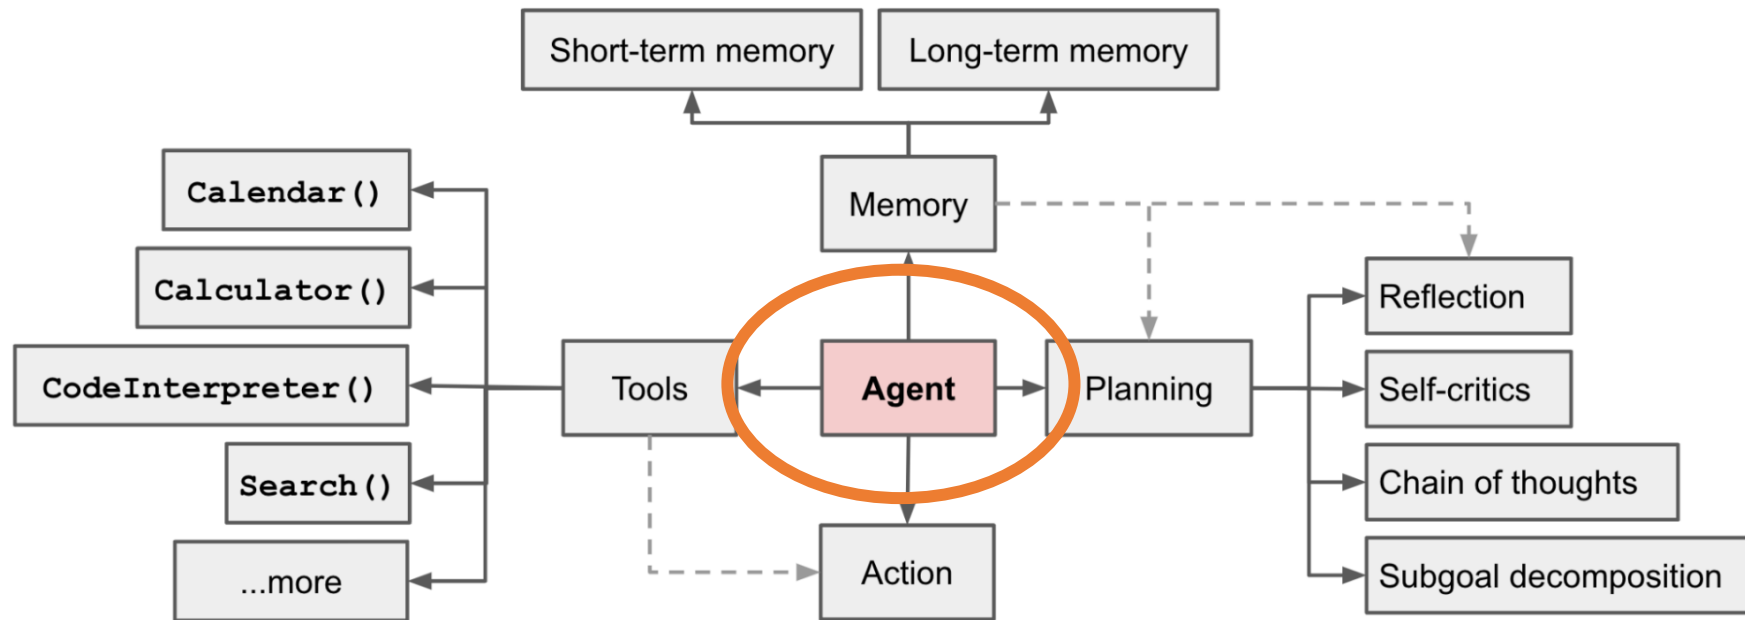 Short-term memory
Long-term memory
Calendar()
Memory
Calculator()
Reflection
CodeInterpreter()
Tools
Agent
Planning
Self-critics
Search()
Chain of thoughts
...more
Action
Subgoal decomposition